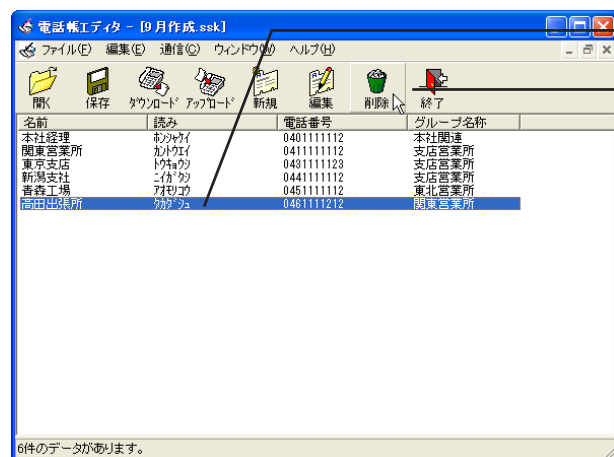 電話帳エディタ - [9月作成.ssk]
ファイル(F) 編集(E) 通信(C) ウィンドウ(W) ヘルプ(H)
開く 保存 ダウンロード アップロード 新規 編集 削除 終了
名前 読み 電話番号 グループ名称
本社経理 ホンシャケイ 0401111112 本社関連
関東営業所 カントウエイ 0411111112 支店営業所
東京支店 トウキョウシ 0431111123 支店営業所
新潟支社 ニイガタシ 0441111112 支店営業所
青森工場 アオモリコウ 0451111112 東北営業所
高田出張所 タカダシュ 0461111212 関東営業所
6件のデータがあります。